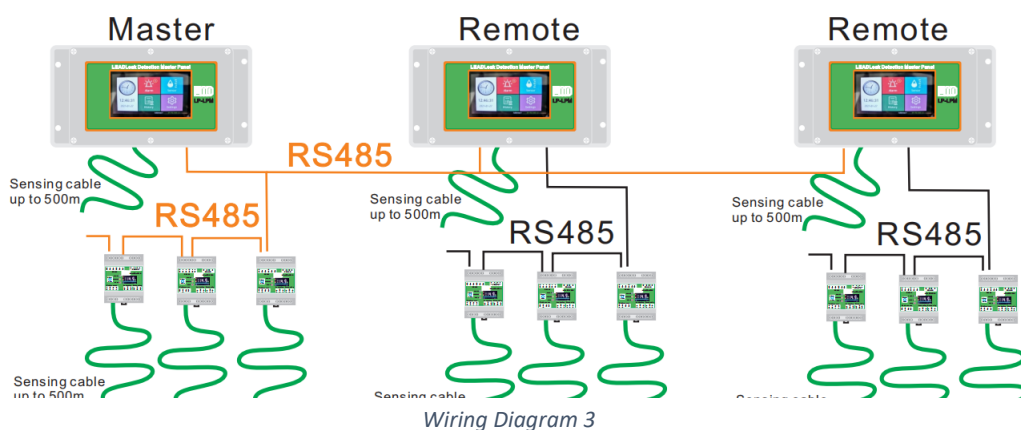 Master
Remote
Remote
LEADLeak Detection Master Panel
LEADLeak Detection Master Panel
LEADLeak Detection Master Panel
RS485
Sensing cable
up to 500m
Sensing cable
up to 500m
Sensing cable
up to 500m
RS485
RS485
RS485
Sensing cable
up to 500m
Sensing cable
Wiring Diagram 3